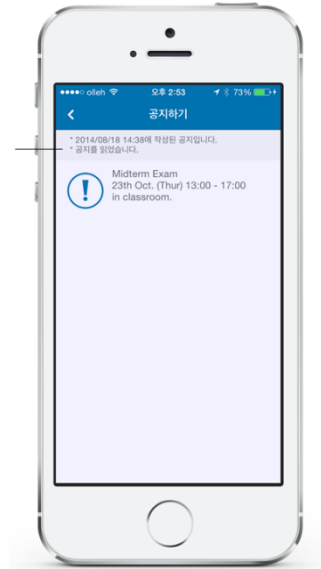 olleh 오후 2:53 73%
공지하기
* 2014/08/18 14:38에 작성된 공지입니다.
* 공지를 읽었습니다.
Midterm Exam
23th Oct. (Thur) 13:00 - 17:00
in classroom.